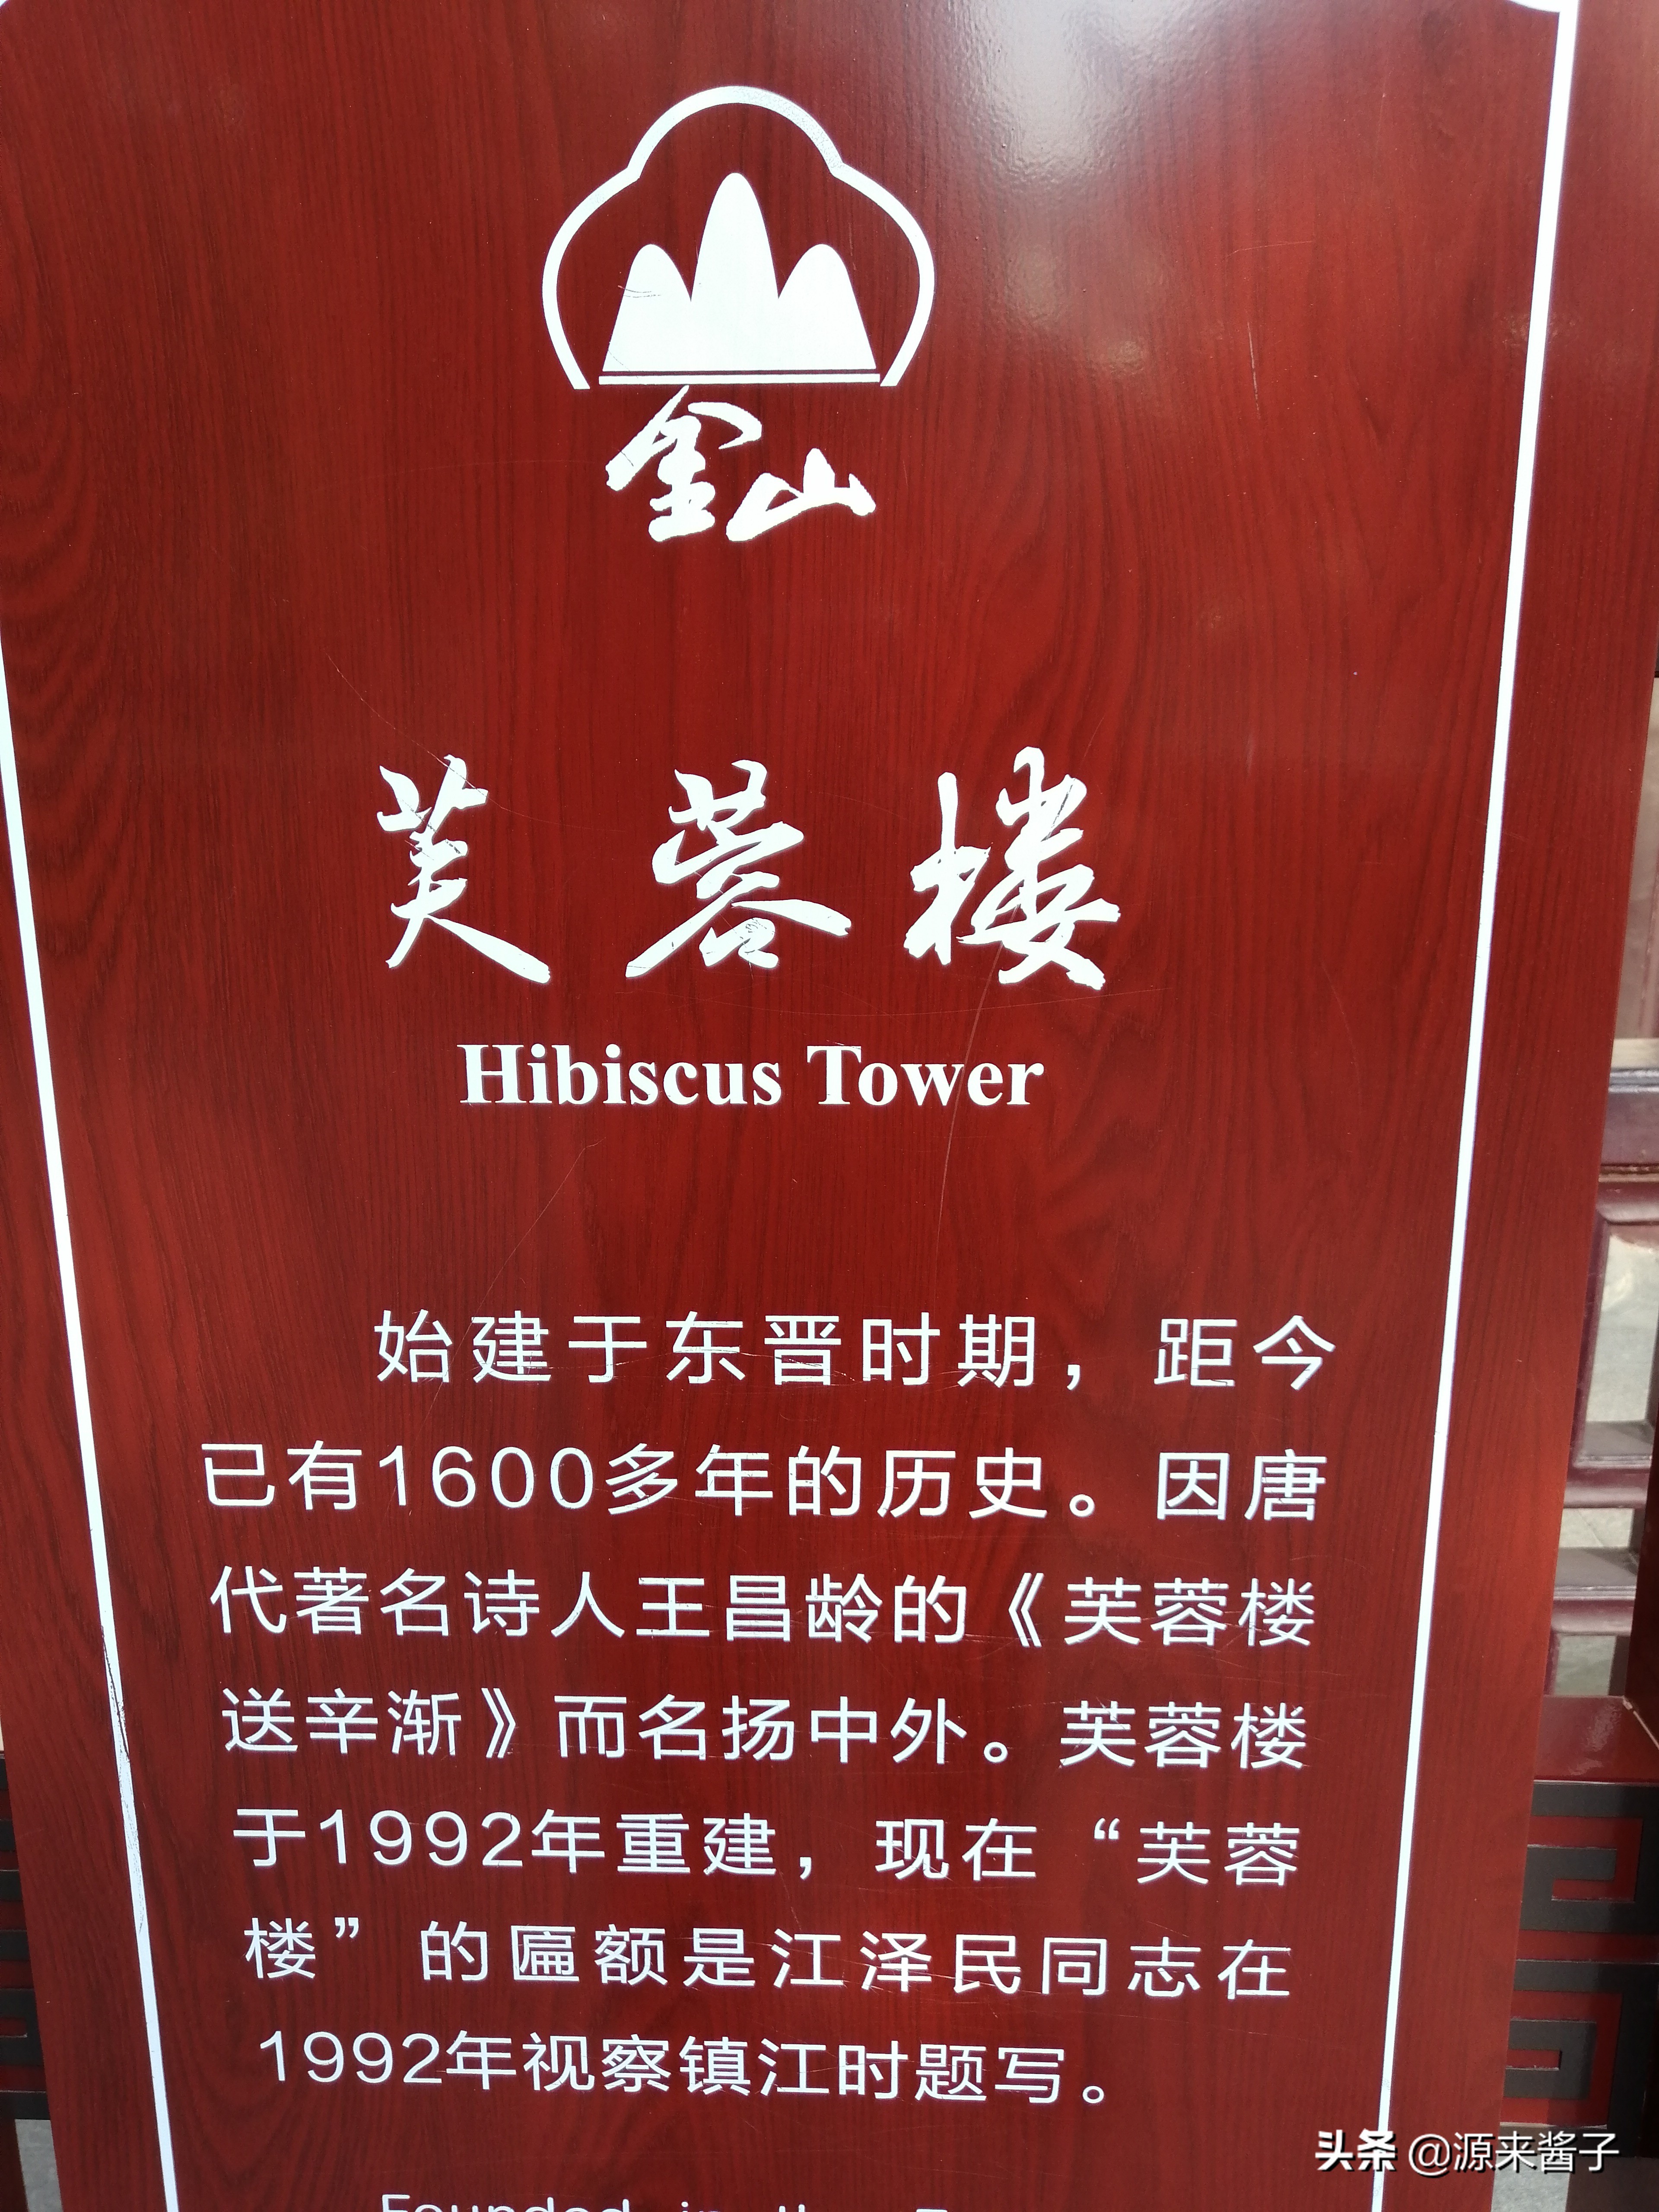 金山
芙蓉楼
Hibiscus Tower
始建于东晋时期，距今
已有1600多年的历史。因唐
代著名诗人王昌龄的《芙蓉楼
送辛渐》而名扬中外。芙蓉楼
于1992年重建，现在“芙蓉
楼”的匾额是江泽民同志在
1992年视察镇江时题写。
Founded in the
头条 @源来酱子